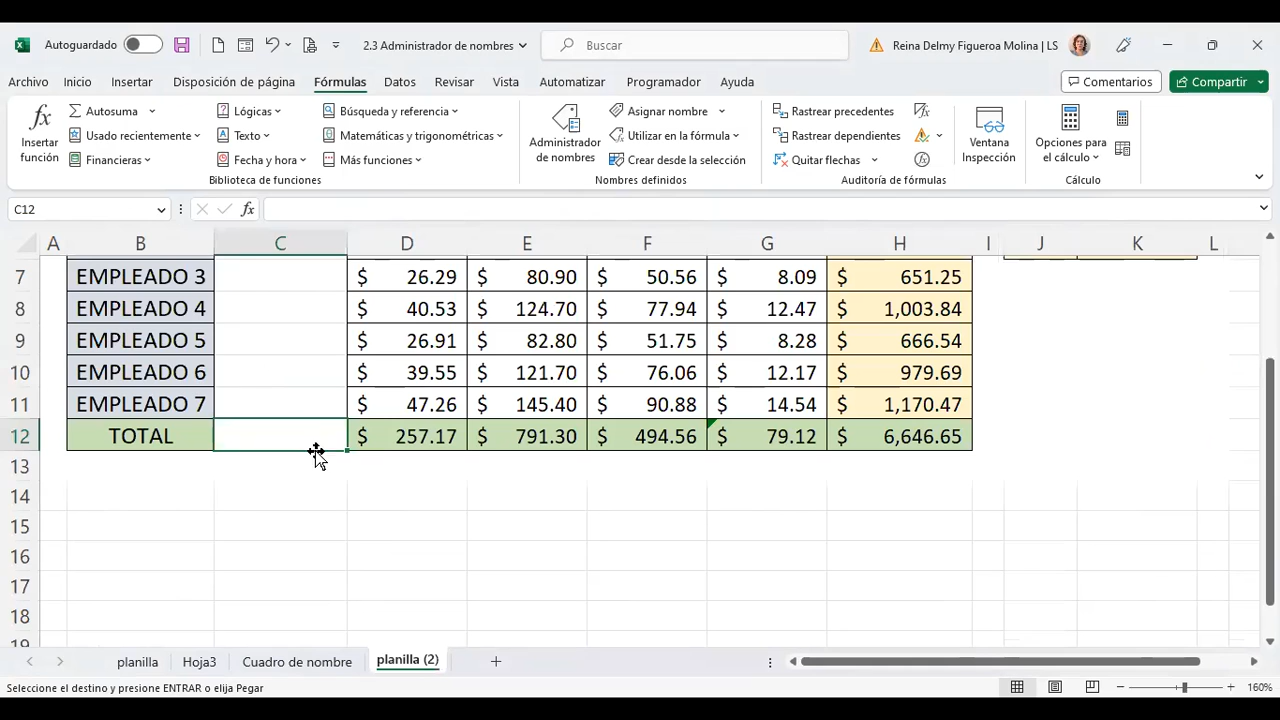 Autoguardado 2.3 Administrador de nombres Buscar Reina Delmy Figueroa Molina | LS
Archivo Inicio Insertar Disposición de página Fórmulas Datos Revisar Vista Automatizar Programador Ayuda Comentarios Compartir
fx Insertar función
Autosuma
Usado recientemente
Financieras
Lógicas
Texto
Fecha y hora
Búsqueda y referencia
Matemáticas y trigonométricas
Más funciones
Biblioteca de funciones
Administrador de nombres
Asignar nombre
Utilizar en la fórmula
Crear desde la selección
Nombres definidos
Rastrear precedentes
Rastrear dependientes
Quitar flechas
Auditoría de fórmulas
Ventana Inspección
Opciones para el cálculo
Cálculo
C12 fx
A B C D E F G H I J K L
7 EMPLEADO 3 $ 26.29 $ 80.90 $ 50.56 $ 8.09 $ 651.25
8 EMPLEADO 4 $ 40.53 $ 124.70 $ 77.94 $ 12.47 $ 1,003.84
9 EMPLEADO 5 $ 26.91 $ 82.80 $ 51.75 $ 8.28 $ 666.54
10 EMPLEADO 6 $ 39.55 $ 121.70 $ 76.06 $ 12.17 $ 979.69
11 EMPLEADO 7 $ 47.26 $ 145.40 $ 90.88 $ 14.54 $ 1,170.47
12 TOTAL $ 257.17 $ 791.30 $ 494.56 $ 79.12 $ 6,646.65
13
14
15
16
17
18
19
planilla Hoja3 Cuadro de nombre planilla (2)
Seleccione el destino y presione ENTRAR o elija Pegar 160%